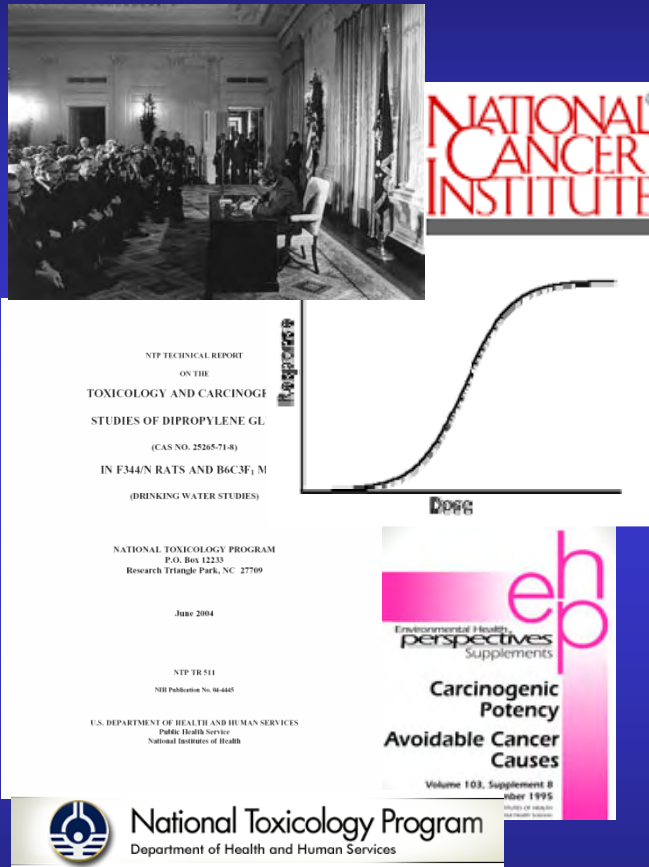 NATIONAL
CANCER
INSTITUTE
Response
Dose
NTP TECHNICAL REPORT
ON THE
TOXICOLOGY AND CARCINOGE
STUDIES OF DIPROPYLENE GL
(CAS NO. 25265-71-8)
IN F344/N RATS AND B6C3F₁ M
(DRINKING WATER STUDIES)
NATIONAL TOXICOLOGY PROGRAM
P.O. Box 12233
Research Triangle Park, NC 27709
June 2004
NTP TR 511
NIH Publication No. 04-4445
U.S. DEPARTMENT OF HEALTH AND HUMAN SERVICES
Public Health Service
National Institutes of Health
ehp
Environmental Health
perspectives
Supplements
Carcinogenic
Potency
Avoidable Cancer
Causes
Volume 103, Supplement 8
mber 1995
National Toxicology Program
Department of Health and Human Services